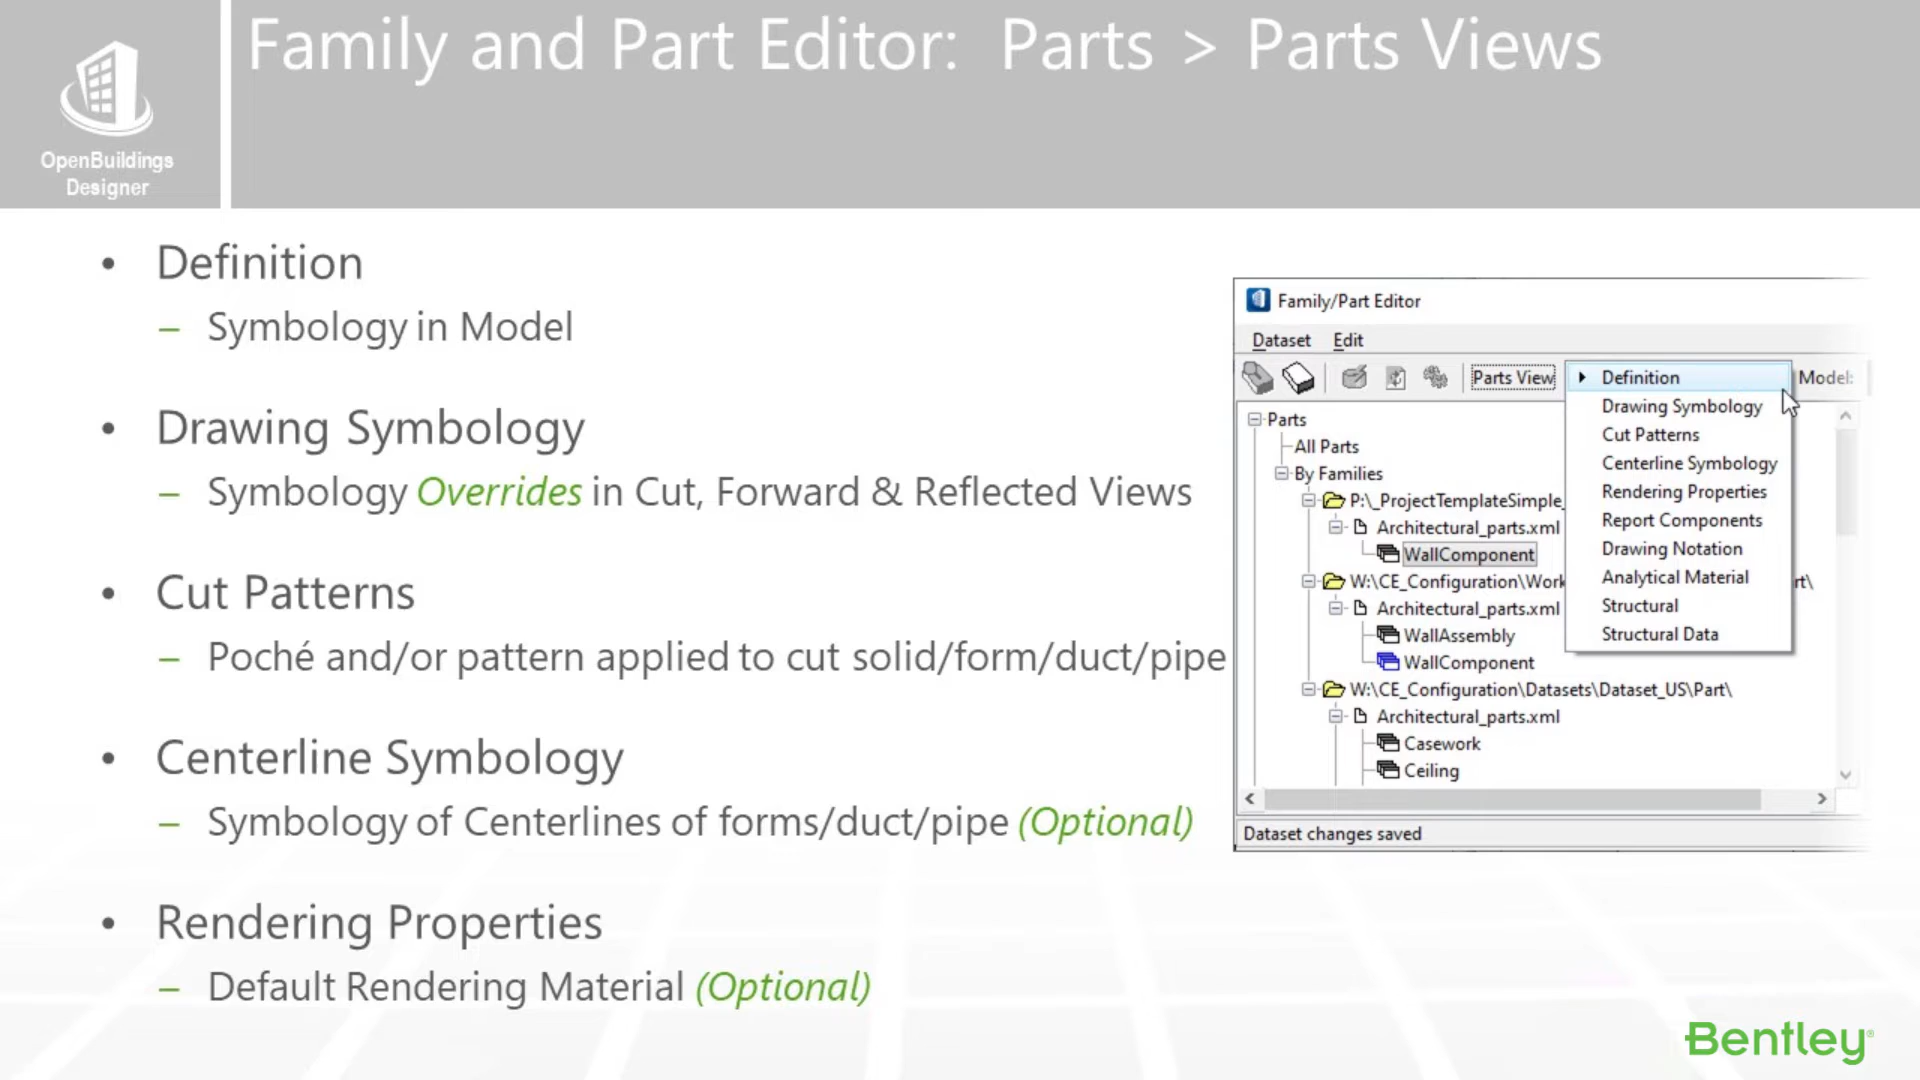 Family and Part Editor: Parts > Parts Views
OpenBuildings
Designer
• Definition
– Symbology in Model
• Drawing Symbology
– Symbology Overrides in Cut, Forward & Reflected Views
• Cut Patterns
– Poché and/or pattern applied to cut solid/form/duct/pipe
• Centerline Symbology
– Symbology of Centerlines of forms/duct/pipe (Optional)
• Rendering Properties
– Default Rendering Material (Optional)
Family/Part Editor
Dataset Edit
Parts View
Model:
Definition
Drawing Symbology
Cut Patterns
Centerline Symbology
Rendering Properties
Report Components
Drawing Notation
Analytical Material
Structural
Structural Data
Parts
All Parts
By Families
P:\_ProjectTemplateSimple_
Architectural_parts.xml
WallComponent
W:\CE_Configuration\Work rt\
Architectural_parts.xml
WallAssembly
WallComponent
W:\CE_Configuration\Datasets\Dataset_US\Part\
Architectural_parts.xml
Casework
Ceiling
Dataset changes saved
Bentley®